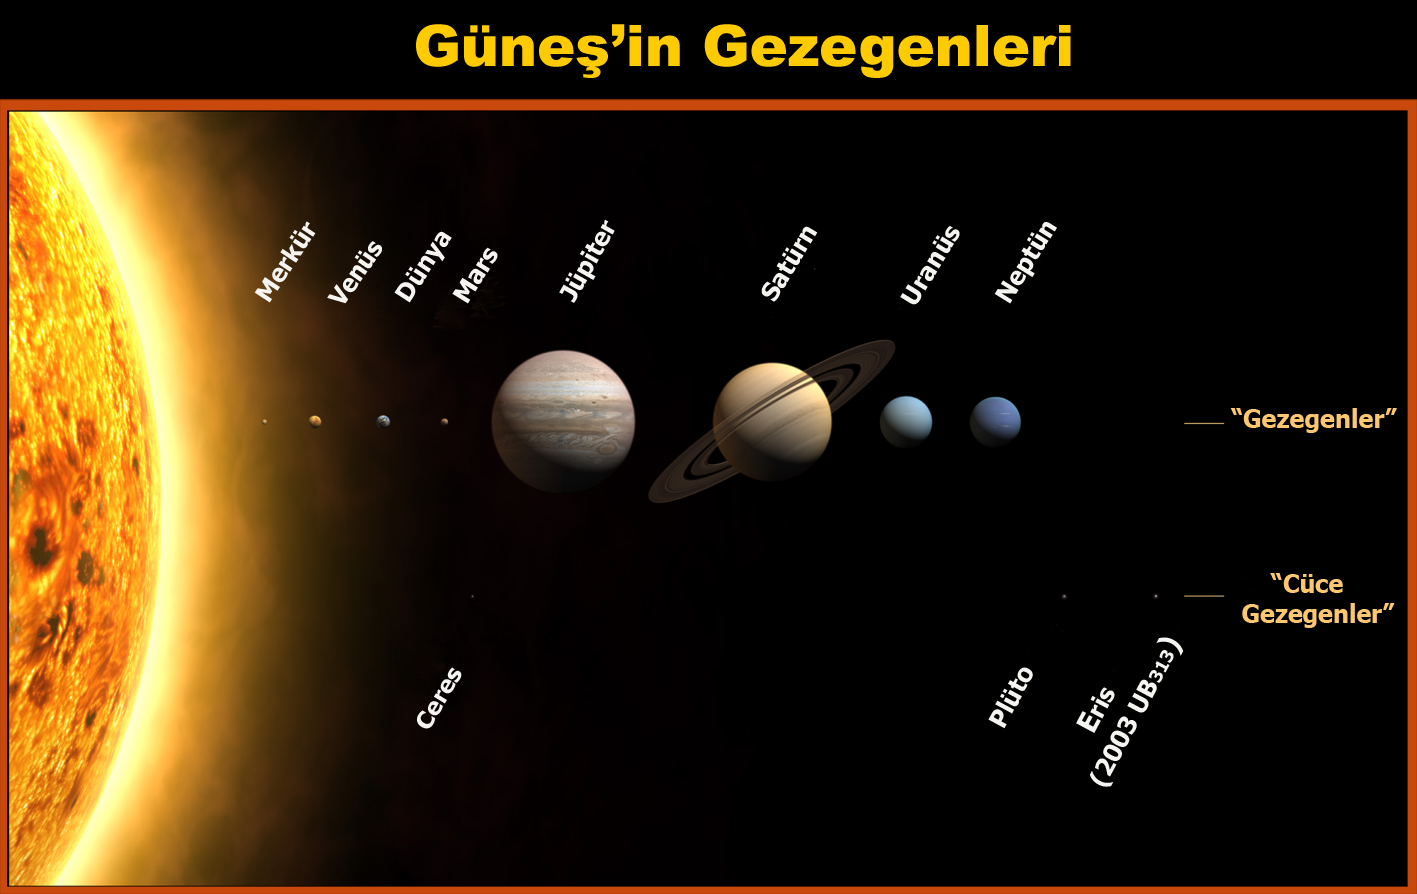 Güneş’in Gezegenleri
Merkür
Venüs
Dünya
Mars
Jüpiter
Satürn
Uranüs
Neptün
“Gezegenler”
“Cüce
Gezegenler”
Ceres
Plüto
Eris
(2003 UB313)